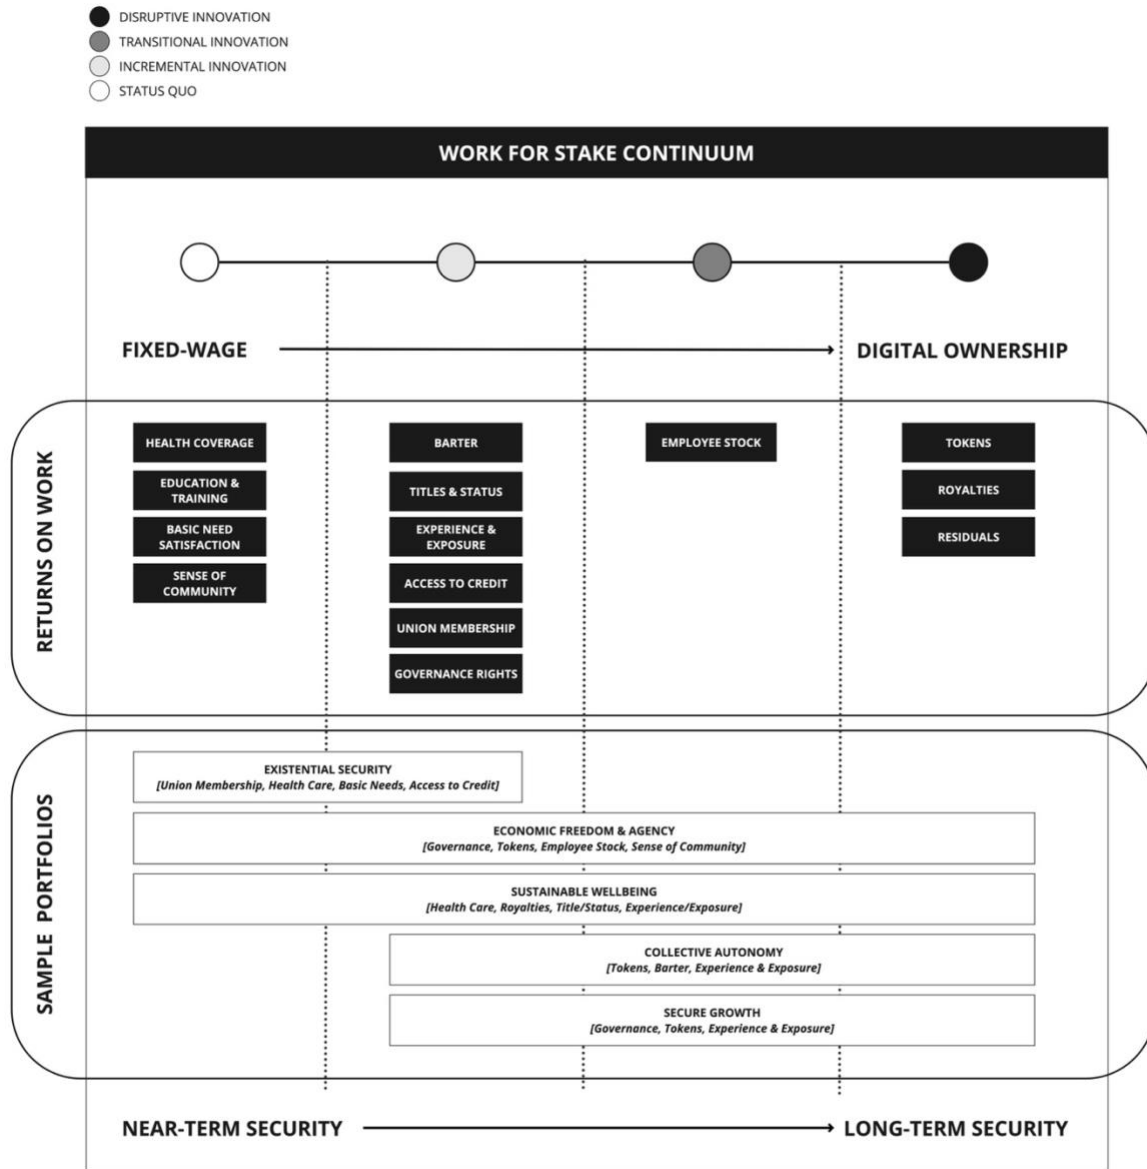 DISRUPTIVE INNOVATION
TRANSITIONAL INNOVATION
INCREMENTAL INNOVATION
STATUS QUO
WORK FOR STAKE CONTINUUM
FIXED-WAGE
DIGITAL OWNERSHIP
RETURNS ON WORK
HEALTH COVERAGE
EDUCATION &
TRAINING
BASIC NEED
SATISFACTION
SENSE OF
COMMUNITY
BARTER
TITLES & STATUS
EXPERIENCE &
EXPOSURE
ACCESS TO CREDIT
UNION MEMBERSHIP
GOVERNANCE RIGHTS
EMPLOYEE STOCK
TOKENS
ROYALTIES
RESIDUALS
SAMPLE PORTFOLIOS
EXISTENTIAL SECURITY
[Union Membership, Health Care, Basic Needs, Access to Credit]
ECONOMIC FREEDOM & AGENCY
[Governance, Tokens, Employee Stock, Sense of Community]
SUSTAINABLE WELLBEING
[Health Care, Royalties, Title/Status, Experience/Exposure]
COLLECTIVE AUTONOMY
[Tokens, Barter, Experience & Exposure]
SECURE GROWTH
[Governance, Tokens, Experience & Exposure]
NEAR-TERM SECURITY
LONG-TERM SECURITY